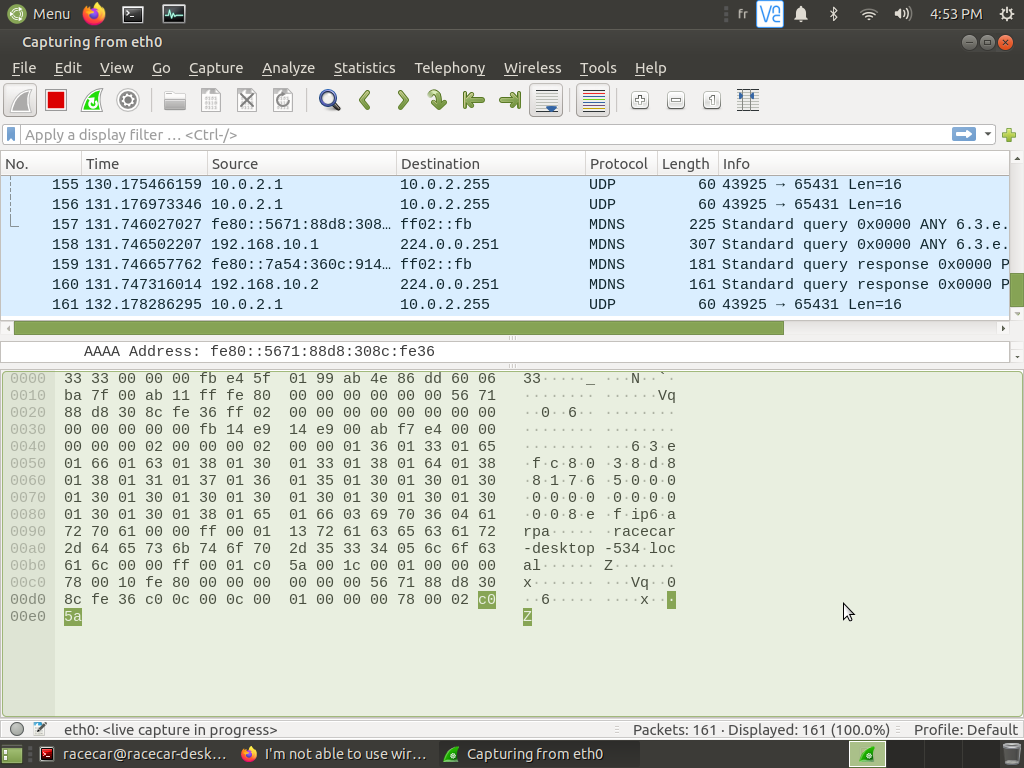 Menu fr V2 4:53 PM
Capturing from eth0
File Edit View Go Capture Analyze Statistics Telephony Wireless Tools Help
Apply a display filter … <Ctrl-/>
No. Time Source Destination Protocol Length Info
155 130.175466159 10.0.2.1 10.0.2.255 UDP 60 43925 → 65431 Len=16
156 131.176973346 10.0.2.1 10.0.2.255 UDP 60 43925 → 65431 Len=16
157 131.746027027 fe80::5671:88d8:308… ff02::fb MDNS 225 Standard query 0x0000 ANY 6.3.e.
158 131.746502207 192.168.10.1 224.0.0.251 MDNS 307 Standard query 0x0000 ANY 6.3.e.
159 131.746657762 fe80::7a54:360c:914… ff02::fb MDNS 181 Standard query response 0x0000 P
160 131.747316014 192.168.10.2 224.0.0.251 MDNS 161 Standard query response 0x0000 P
161 132.178286295 10.0.2.1 10.0.2.255 UDP 60 43925 → 65431 Len=16
AAAA Address: fe80::5671:88d8:308c:fe36
0000 33 33 00 00 00 fb e4 5f 01 99 ab 4e 86 dd 60 06 33·····_ ···N··`·
0010 ba 7f 00 ab 11 ff fe 80 00 00 00 00 00 00 56 71 ········ ······Vq
0020 88 d8 30 8c fe 36 ff 02 00 00 00 00 00 00 00 00 ··0··6·· ········
0030 00 00 00 00 00 fb 14 e9 14 e9 00 ab f7 e4 00 00 ········ ········
0040 00 00 00 02 00 00 00 02 00 00 01 36 01 33 01 65 ········ ···6·3·e
0050 01 66 01 63 01 38 01 30 01 33 01 38 01 64 01 38 ·f·c·8·0 ·3·8·d·8
0060 01 38 01 31 01 37 01 36 01 35 01 30 01 30 01 30 ·8·1·7·6 ·5·0·0·0
0070 01 30 01 30 01 30 01 30 01 30 01 30 01 30 01 30 ·0·0·0·0 ·0·0·0·0
0080 01 30 01 30 01 38 01 65 01 66 03 69 70 36 04 61 ·0·0·8·e ·f·ip6·a
0090 72 70 61 00 00 ff 00 01 13 72 61 63 65 63 61 72 rpa····· ·racecar
00a0 2d 64 65 73 6b 74 6f 70 2d 35 33 34 05 6c 6f 63 -desktop -534·loc
00b0 61 6c 00 00 ff 00 01 c0 5a 00 1c 00 01 00 00 00 al······ Z·······
00c0 78 00 10 fe 80 00 00 00 00 00 00 56 71 88 d8 30 x······· ···Vq··0
00d0 8c fe 36 c0 0c 00 0c 00 01 00 00 00 78 00 02 c0 ··6····· ····x···
00e0 5a Z
eth0: <live capture in progress> Packets: 161 · Displayed: 161 (100.0%) Profile: Default
racecar@racecar-desk… I'm not able to use wir… Capturing from eth0